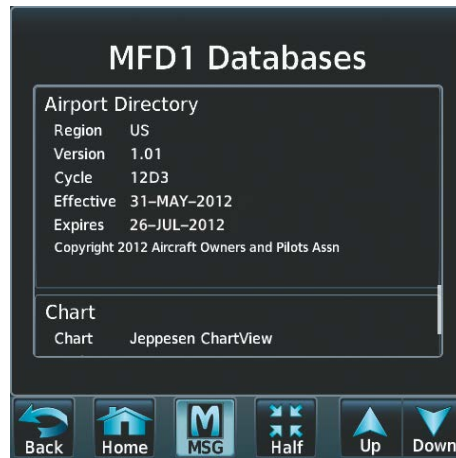 MFD1 Databases
Airport Directory
Region US
Version 1.01
Cycle 12D3
Effective 31–MAY–2012
Expires 26–JUL–2012
Copyright 2012 Aircraft Owners and Pilots Assn
Chart
Chart Jeppesen ChartView
Back Home MSG Half Up Down